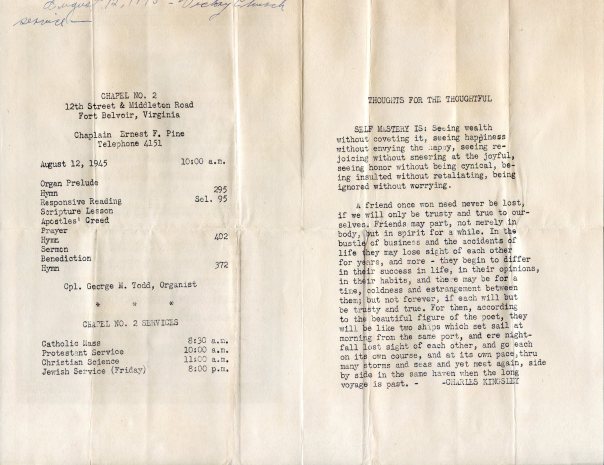 August 12, 1945 - Victory Church
service —
CHAPEL NO. 2
12th Street & Middleton Road
Fort Belvoir, Virginia
Chaplain Ernest F. Pine
Telephone 4151
August 12, 1945 10:00 a.m.
Organ Prelude
Hymn 295
Responsive Reading Sel. 95
Scripture Lesson
Apostles' Creed
Prayer
Hymn 402
Sermon
Benediction
Hymn 372
Cpl. George M. Todd, Organist
* * *
CHAPEL NO. 2 SERVICES
Catholic Mass 8:30 a.m.
Protestant Service 10:00 a.m.
Christian Science 11:00 a.m.
Jewish Service (Friday) 8:00 p.m.
THOUGHTS FOR THE THOUGHTFUL
SELF MASTERY IS: Seeing wealth
without coveting it, seeing happiness
without envying the happy, seeing re-
joicing without sneering at the joyful,
seeing honor without being cynical, be-
ing insulted without retaliating, being
ignored without worrying.
A friend once won need never be lost,
if we will only be trusty and true to our-
selves. Friends may part, not merely in
body, but in spirit for a while. In the
bustle of business and the accidents of
life they may lose sight of each other
for years, and more - they begin to differ
in their success in life, in their opinions,
in their habits, and there may be for a
time, coldness and estrangement between
them; but not forever, if each will but
be trusty and true. For then, according
to the beautiful figure of the poet, they
will be like two ships which set sail at
morning from the same port, and ere night-
fall lost sight of each other, and go each
on its own course, and at its own pace, thru
many storms and seas and yet meet again, side
by side in the same haven when the long
voyage is past. - -CHARLES KINGSLEY